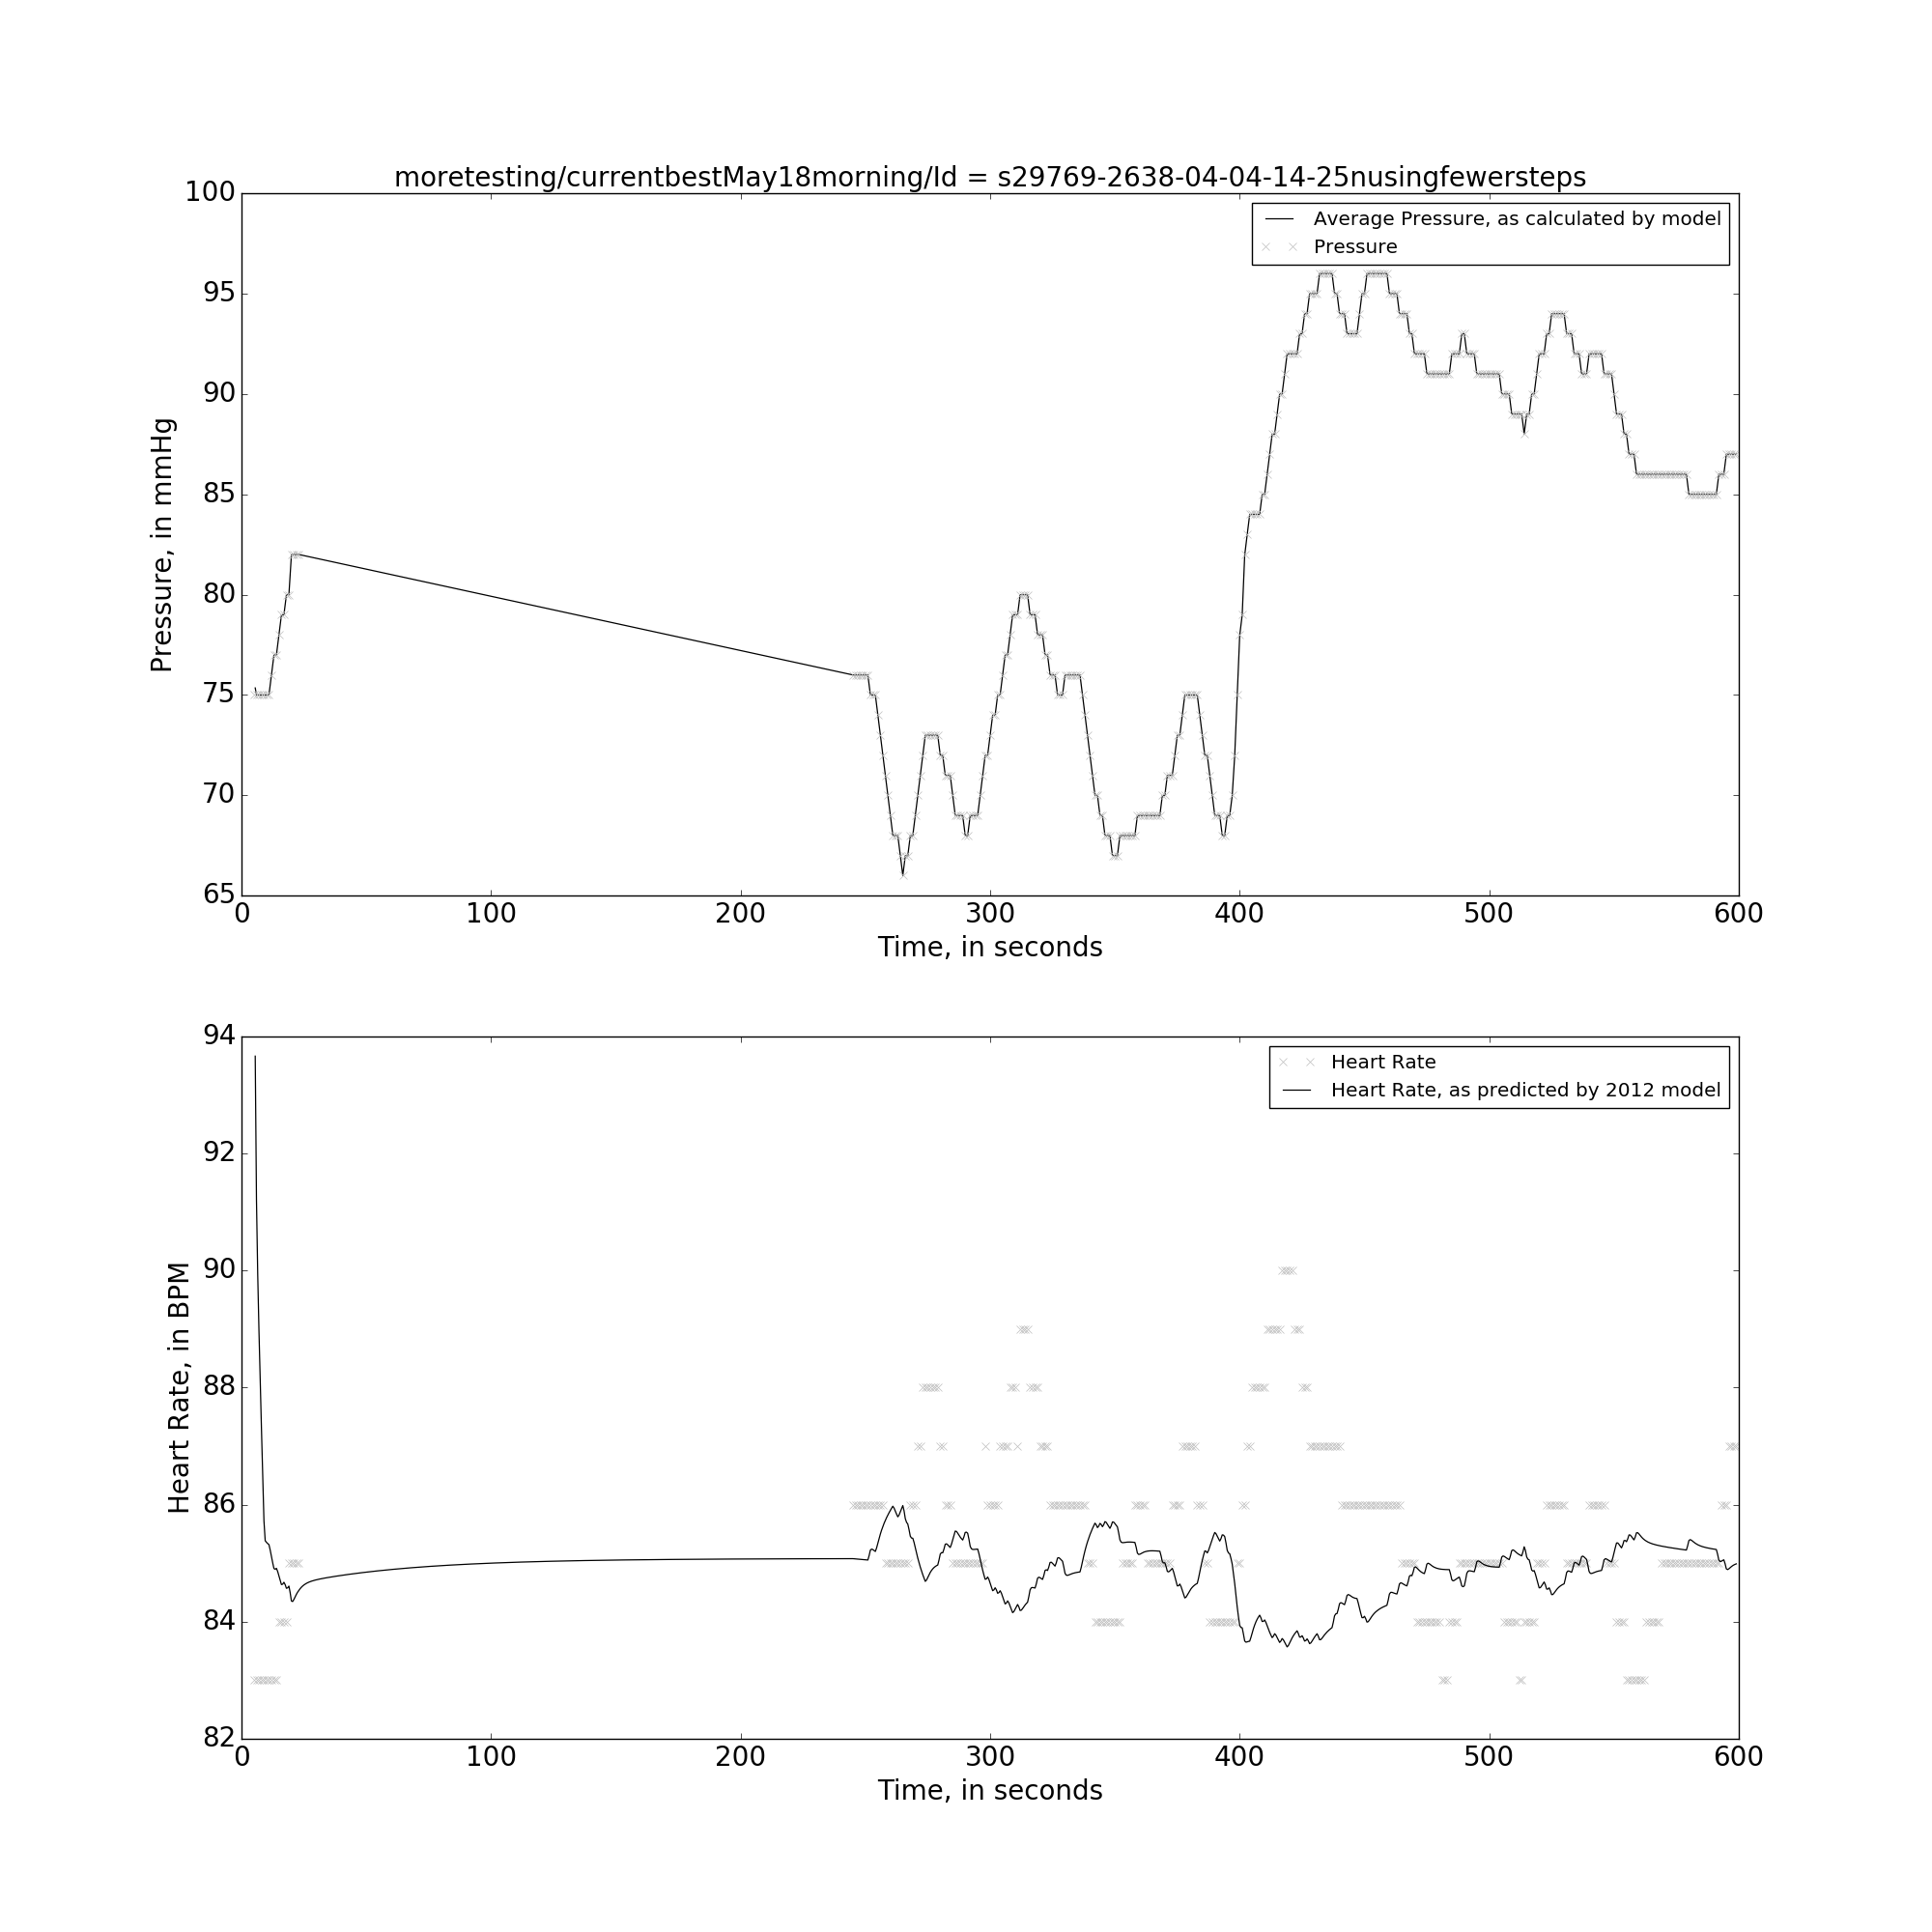 moretesting/currentbestMay18morning/Id = s29769-2638-04-04-14-25nusingfewersteps
Average Pressure, as calculated by model
Pressure
100
95
90
85
80
75
70
65
Pressure, in mmHg
0 100 200 300 400 500 600
Time, in seconds
Heart Rate
Heart Rate, as predicted by 2012 model
94
92
90
88
86
84
82
Heart Rate, in BPM
0 100 200 300 400 500 600
Time, in seconds